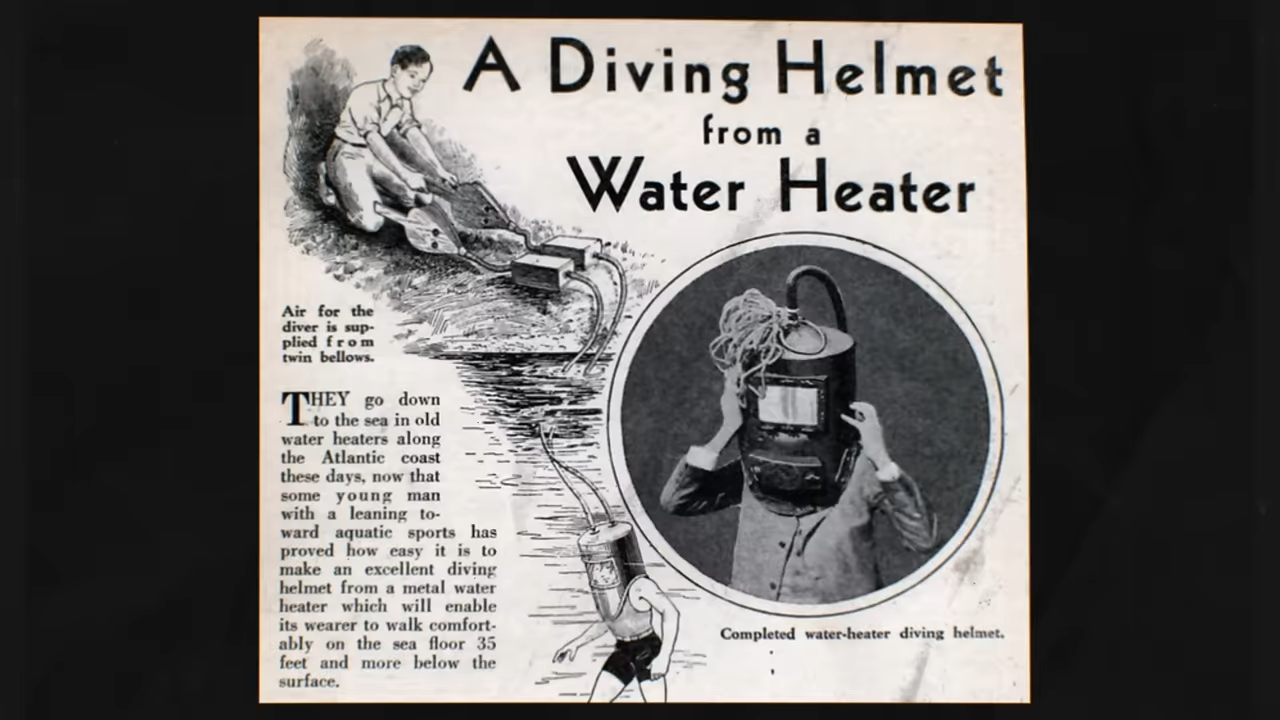 A Diving Helmet
from a
Water Heater
Air for the
diver is sup-
plied from
twin bellows.
THEY go down
to the sea in old
water heaters along
the Atlantic coast
these days, now that
some young man
with a leaning to-
ward aquatic sports has
proved how easy it is to
make an excellent diving
helmet from a metal water
heater which will enable
its wearer to walk comfort-
ably on the sea floor 35
feet and more below the
surface.
Completed water-heater diving helmet.